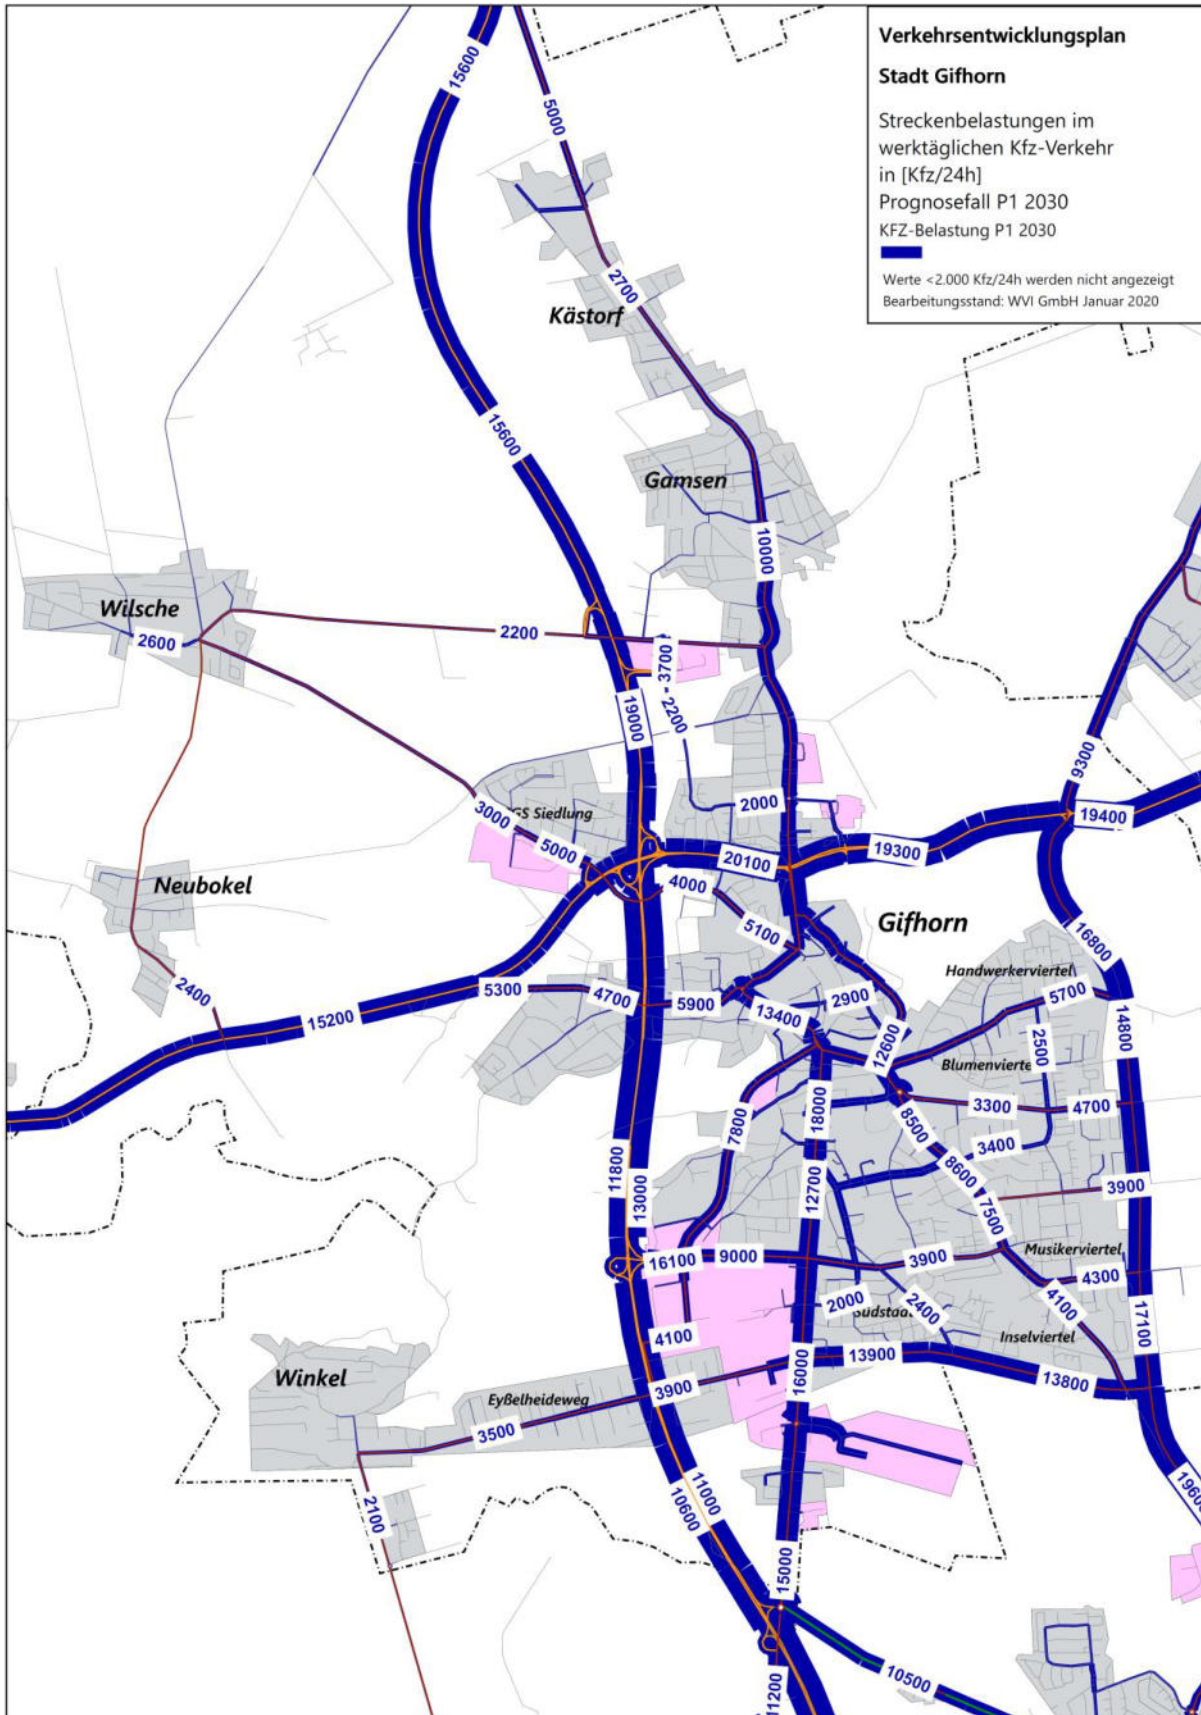 Verkehrsentwicklungsplan
Stadt Gifhorn
Streckenbelastungen im
werktäglichen Kfz-Verkehr
in [Kfz/24h]
Prognosefall P1 2030
KFZ-Belastung P1 2030
Werte <2.000 Kfz/24h werden nicht angezeigt
Bearbeitungsstand: WVI GmbH Januar 2020
15600
5000
2700
Kästorf
15600
Gamsen
10000
Wilsche
2600
2200
3700
2200
19000
9300
2000
19400
3000
GS Siedlung
5000
20100
19300
4000
Neubokel
5100
Gifhorn
16800
Handwerkerviertel
2400
5300
4700
5900
2900
5700
15200
13400
14800
12600
2500
Blumenvierte
7800
18000
8500
3300
4700
3400
8600
11800
13000
12700
3900
7500
16100
9000
3900
Musikerviertel
4300
2000
Südsta
2400
4100
17100
4100
Inselviertel
13900
Winkel
3900
16000
13800
Eyßelheideweg
3500
2100
11000
10600
1960
15000
10500
11200